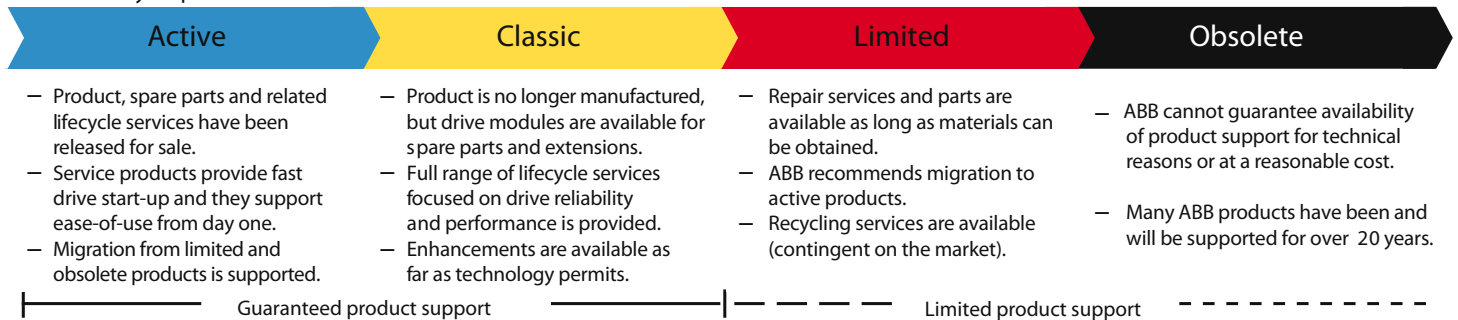 Active
Classic
Limited
Obsolete
– Product, spare parts and related
lifecycle services have been
released for sale.
– Service products provide fast
drive start-up and they support
ease-of-use from day one.
– Migration from limited and
obsolete products is supported.
– Product is no longer manufactured,
but drive modules are available for
spare parts and extensions.
– Full range of lifecycle services
focused on drive reliability
and performance is provided.
– Enhancements are available as
far as technology permits.
– Repair services and parts are
available as long as materials can
be obtained.
– ABB recommends migration to
active products.
– Recycling services are available
(contingent on the market).
– ABB cannot guarantee availability
of product support for technical
reasons or at a reasonable cost.
– Many ABB products have been and
will be supported for over 20 years.
Guaranteed product support
Limited product support